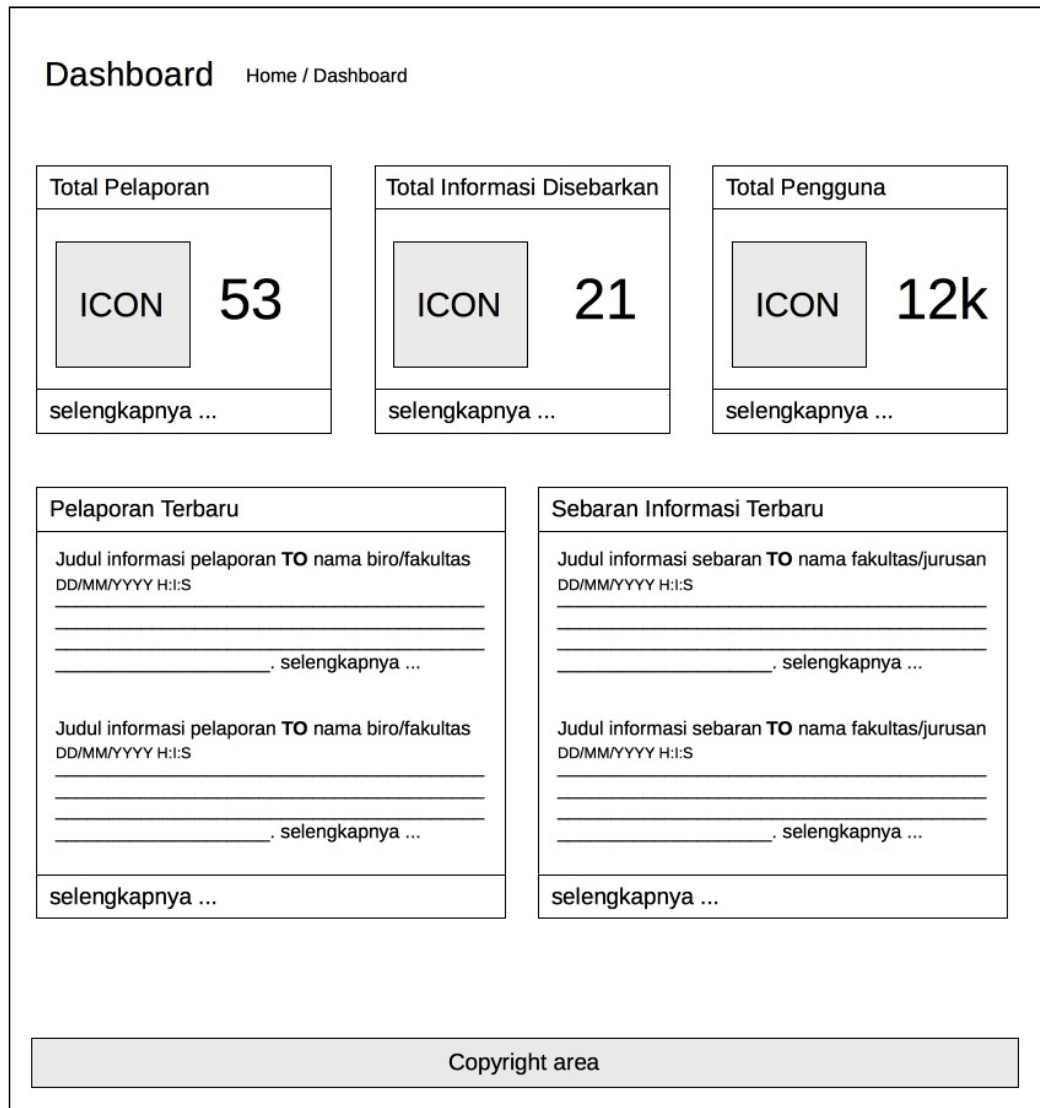 Dashboard Home / Dashboard
Total Pelaporan
ICON 53
selengkapnya ...
Total Informasi Disebarkan
ICON 21
selengkapnya ...
Total Pengguna
ICON 12k
selengkapnya ...
Pelaporan Terbaru
Judul informasi pelaporan TO nama biro/fakultas
DD/MM/YYYY H:I:S
. selengkapnya ...
Judul informasi pelaporan TO nama biro/fakultas
DD/MM/YYYY H:I:S
. selengkapnya ...
selengkapnya ...
Sebaran Informasi Terbaru
Judul informasi sebaran TO nama fakultas/jurusan
DD/MM/YYYY H:I:S
. selengkapnya ...
Judul informasi sebaran TO nama fakultas/jurusan
DD/MM/YYYY H:I:S
. selengkapnya ...
selengkapnya ...
Copyright area